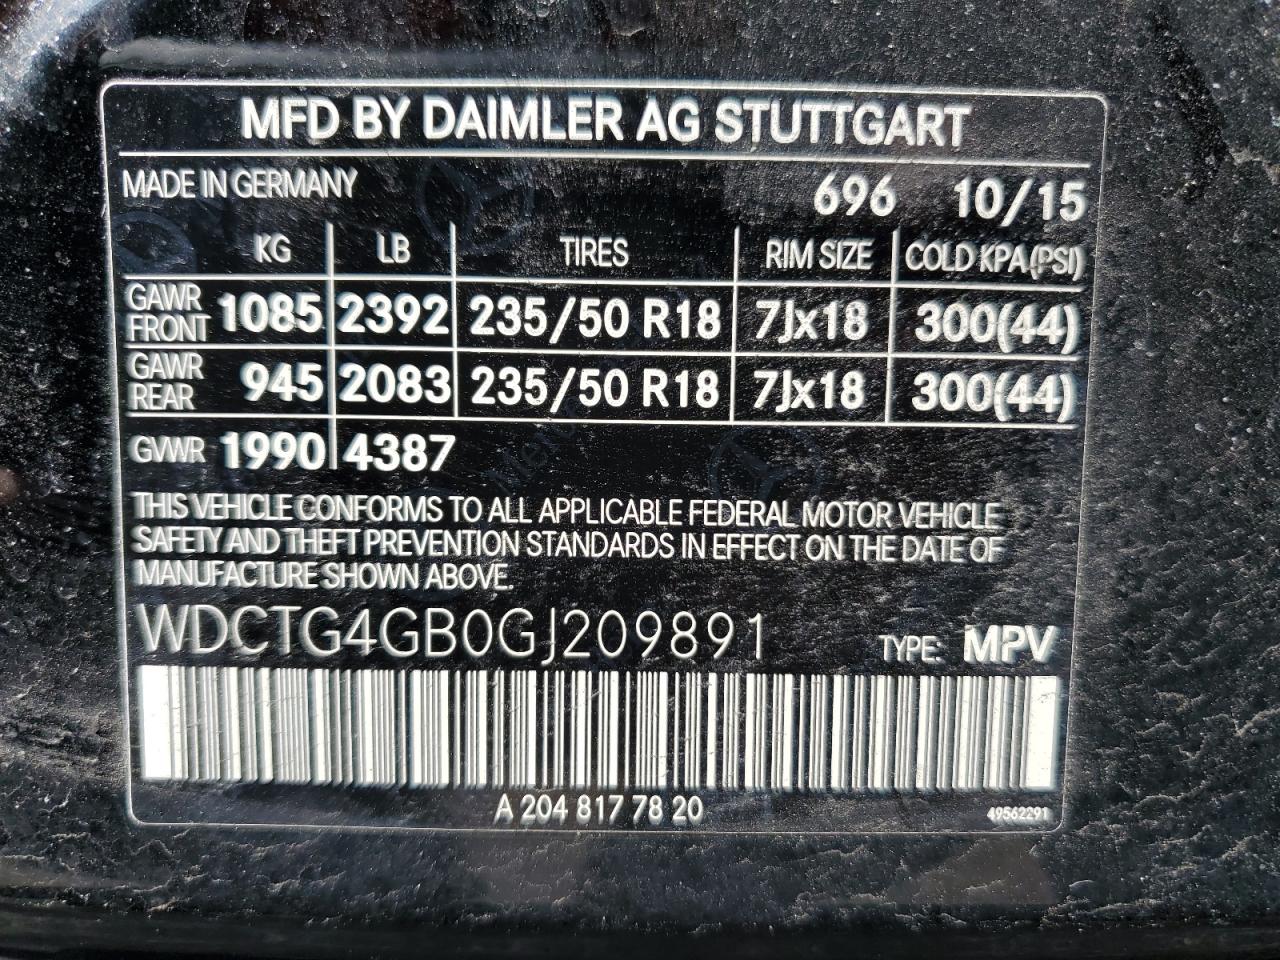 MFD BY DAIMLER AG STUTTGART
MADE IN GERMANY 696 10/15
KG LB TIRES RIM SIZE COLD KPA(PSI)
GAWR FRONT 1085 2392 235/50 R18 7Jx18 300(44)
GAWR REAR 945 2083 235/50 R18 7Jx18 300(44)
GVWR 1990 4387
THIS VEHICLE CONFORMS TO ALL APPLICABLE FEDERAL MOTOR VEHICLE
SAFETY AND THEFT PREVENTION STANDARDS IN EFFECT ON THE DATE OF
MANUFACTURE SHOWN ABOVE.
WDCTG4GB0GJ209891 TYPE: MPV
A 204 817 78 20 49562291